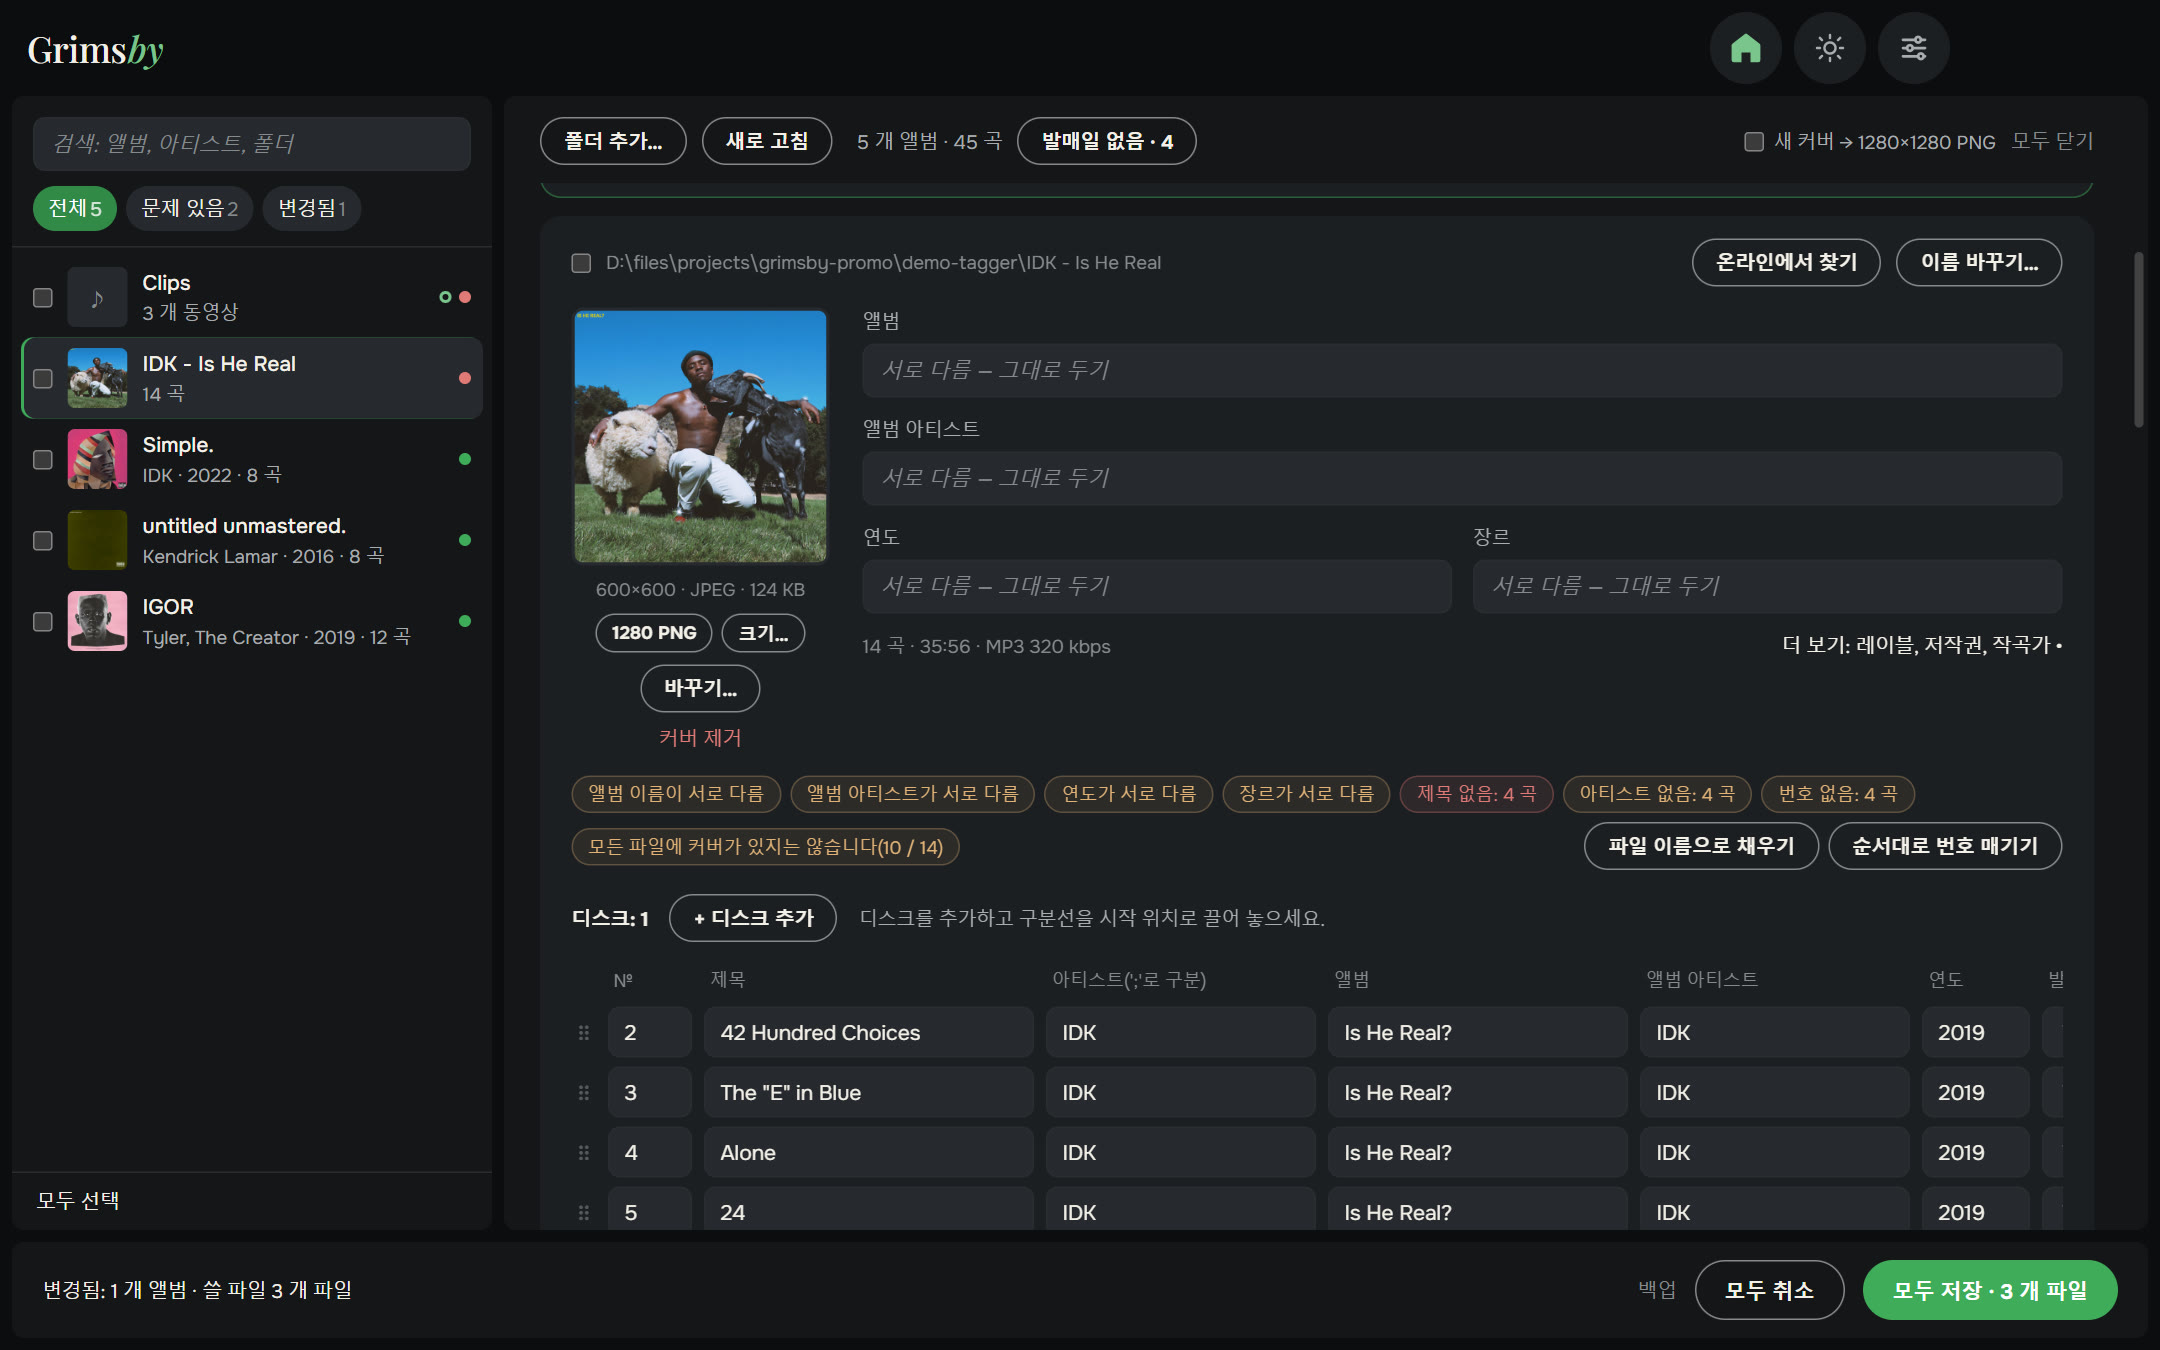 Grimsby
검색: 앨범, 아티스트, 폴더
전체 5
문제 있음 2
변경됨 1
Clips
3 개 동영상
IDK - Is He Real
14 곡
Simple.
IDK · 2022 · 8 곡
untitled unmastered.
Kendrick Lamar · 2016 · 8 곡
IGOR
Tyler, The Creator · 2019 · 12 곡
모두 선택
폴더 추가...
새로 고침
5 개 앨범 · 45 곡
발매일 없음 · 4
새 커버 → 1280×1280 PNG
모두 닫기
D:\files\projects\grimsby-promo\demo-tagger\IDK - Is He Real
온라인에서 찾기
이름 바꾸기...
IS HE REAL?
600×600 · JPEG · 124 KB
1280 PNG
크기...
바꾸기...
커버 제거
앨범
서로 다름 – 그대로 두기
앨범 아티스트
서로 다름 – 그대로 두기
연도
장르
서로 다름 – 그대로 두기
서로 다름 – 그대로 두기
14 곡 · 35:56 · MP3 320 kbps
더 보기: 레이블, 저작권, 작곡가 •
앨범 이름이 서로 다름
앨범 아티스트가 서로 다름
연도가 서로 다름
장르가 서로 다름
제목 없음: 4 곡
아티스트 없음: 4 곡
번호 없음: 4 곡
모든 파일에 커버가 있지는 않습니다(10 / 14)
파일 이름으로 채우기
순서대로 번호 매기기
디스크: 1
+ 디스크 추가
디스크를 추가하고 구분선을 시작 위치로 끌어 놓으세요.
№ 제목 아티스트(';'로 구분) 앨범 앨범 아티스트 연도 발
2 42 Hundred Choices IDK Is He Real? IDK 2019
3 The "E" in Blue IDK Is He Real? IDK 2019
4 Alone IDK Is He Real? IDK 2019
5 24 IDK Is He Real? IDK 2019
변경됨: 1 개 앨범 · 쓸 파일 3 개 파일
백업
모두 취소
모두 저장 · 3 개 파일